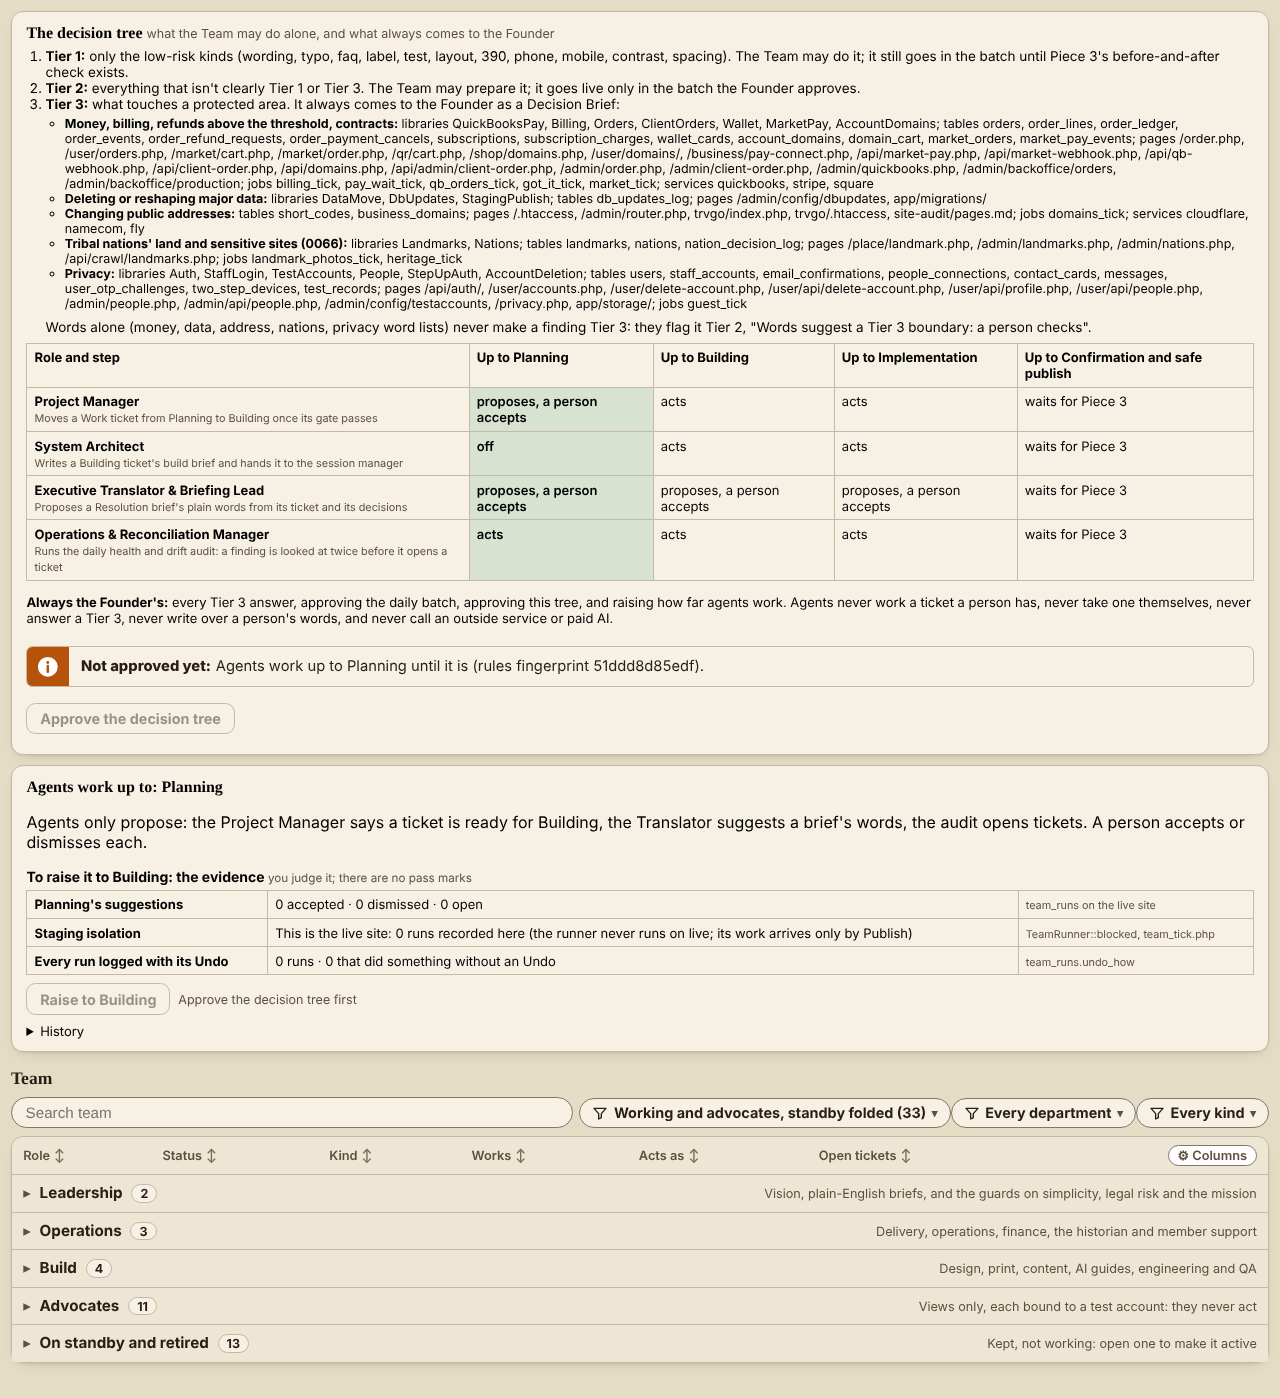 The decision tree what the Team may do alone, and what always comes to the Founder
1. Tier 1: only the low-risk kinds (wording, typo, faq, label, test, layout, 390, phone, mobile, contrast, spacing). The Team may do it; it still goes in the batch until Piece 3's before-and-after
check exists.
2. Tier 2: everything that isn't clearly Tier 1 or Tier 3. The Team may prepare it; it goes live only in the batch the Founder approves.
3. Tier 3: what touches a protected area. It always comes to the Founder as a Decision Brief:
Money, billing, refunds above the threshold, contracts: libraries QuickBooksPay, Billing, Orders, ClientOrders, Wallet, MarketPay, AccountDomains; tables orders, order_lines, order_ledger,
order_events, order_refund_requests, order_payment_cancels, subscriptions, subscription_charges, wallet_cards, account_domains, domain_cart, market_orders, market_pay_events; pages /order.php,
/user/orders.php, /market/cart.php, /market/order.php, /qr/cart.php, /shop/domains.php, /user/domains/, /business/pay-connect.php, /api/market-pay.php, /api/market-webhook.php, /api/qb-
webhook.php, /api/client-order.php, /api/domains.php, /api/admin/client-order.php, /admin/order.php, /admin/client-order.php, /admin/quickbooks.php, /admin/backoffice/orders,
/admin/backoffice/production; jobs billing_tick, pay_wait_tick, qb_orders_tick, got_it_tick, market_tick; services quickbooks, stripe, square
Deleting or reshaping major data: libraries DataMove, DbUpdates, StagingPublish; tables db_updates_log; pages /admin/config/dbupdates, app/migrations/
Changing public addresses: tables short_codes, business_domains; pages /.htaccess, /admin/router.php, trvgo/index.php, trvgo/.htaccess, site-audit/pages.md; jobs domains_tick; services cloudflare,
namecom, fly
Tribal nations' land and sensitive sites (0066): libraries Landmarks, Nations; tables landmarks, nations, nation_decision_log; pages /place/landmark.php, /admin/landmarks.php, /admin/nations.php,
/api/crawl/landmarks.php; jobs landmark_photos_tick, heritage_tick
Privacy: libraries Auth, StaffLogin, TestAccounts, People, StepUpAuth, AccountDeletion; tables users, staff_accounts, email_confirmations, people_connections, contact_cards, messages,
user_otp_challenges, two_step_devices, test_records; pages /api/auth/, /user/accounts.php, /user/delete-account.php, /user/api/delete-account.php, /user/api/profile.php, /user/api/people.php,
/admin/people.php, /admin/api/people.php, /admin/config/testaccounts, /privacy.php, app/storage/; jobs guest_tick
Words alone (money, data, address, nations, privacy word lists) never make a finding Tier 3: they flag it Tier 2, "Words suggest a Tier 3 boundary: a person checks".
Role and step Up to Planning Up to Building Up to Implementation Up to Confirmation and safe
publish
Project Manager proposes, a person acts acts waits for Piece 3
Moves a Work ticket from Planning to Building once its gate passes accepts
System Architect off acts acts waits for Piece 3
Writes a Building ticket's build brief and hands it to the session manager
Executive Translator & Briefing Lead proposes, a person proposes, a person proposes, a person waits for Piece 3
Proposes a Resolution brief's plain words from its ticket and its decisions accepts accepts accepts
Operations & Reconciliation Manager acts acts acts waits for Piece 3
Runs the daily health and drift audit: a finding is looked at twice before it opens a
ticket
Always the Founder's: every Tier 3 answer, approving the daily batch, approving this tree, and raising how far agents work. Agents never work a ticket a person has, never take one themselves, never
answer a Tier 3, never write over a person's words, and never call an outside service or paid AI.
Not approved yet: Agents work up to Planning until it is (rules fingerprint 51ddd8d85edf).
Approve the decision tree
Agents work up to: Planning
Agents only propose: the Project Manager says a ticket is ready for Building, the Translator suggests a brief's words, the audit opens tickets. A person accepts or
dismisses each.
To raise it to Building: the evidence you judge it; there are no pass marks
Planning's suggestions 0 accepted · 0 dismissed · 0 open team_runs on the live site
Staging isolation This is the live site: 0 runs recorded here (the runner never runs on live; its work arrives only by Publish) TeamRunner::blocked, team_tick.php
Every run logged with its Undo 0 runs · 0 that did something without an Undo team_runs.undo_how
Raise to Building Approve the decision tree first
History
Team
Search team Working and advocates, standby folded (33) Every department Every kind
Role Status Kind Works Acts as Open tickets Columns
Leadership 2 Vision, plain-English briefs, and the guards on simplicity, legal risk and the mission
Operations 3 Delivery, operations, finance, the historian and member support
Build 4 Design, print, content, AI guides, engineering and QA
Advocates 11 Views only, each bound to a test account: they never act
On standby and retired 13 Kept, not working: open one to make it active